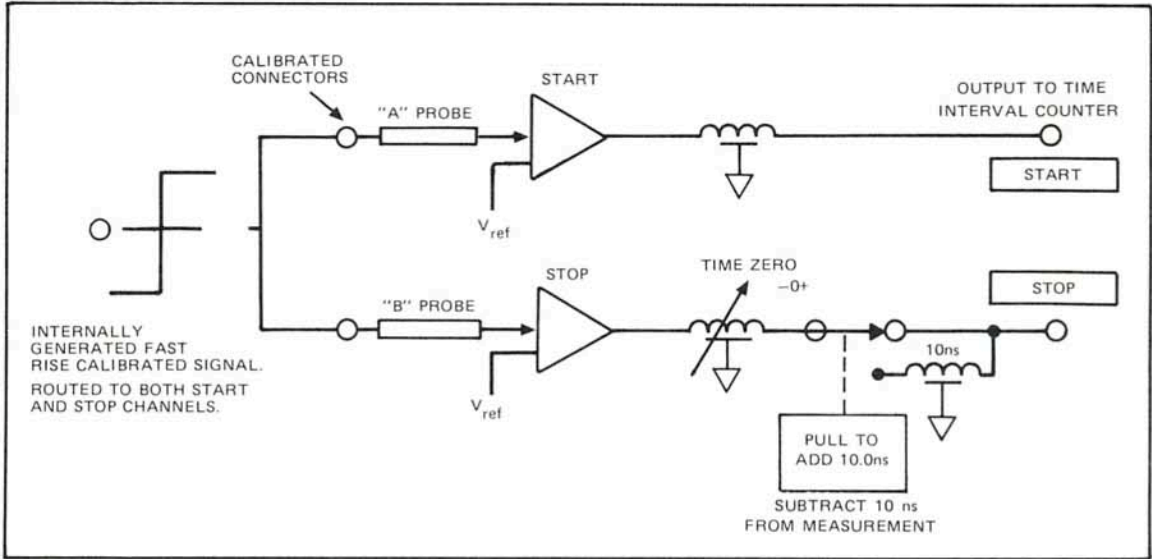 CALIBRATED
CONNECTORS
"A" PROBE
START
OUTPUT TO TIME
INTERVAL COUNTER
START
Vref
INTERNALLY
GENERATED FAST
RISE CALIBRATED SIGNAL.
ROUTED TO BOTH START
AND STOP CHANNELS.
"B" PROBE
STOP
TIME ZERO
−0+
STOP
Vref
10ns
PULL TO
ADD 10.0ns
SUBTRACT 10 ns
FROM MEASUREMENT